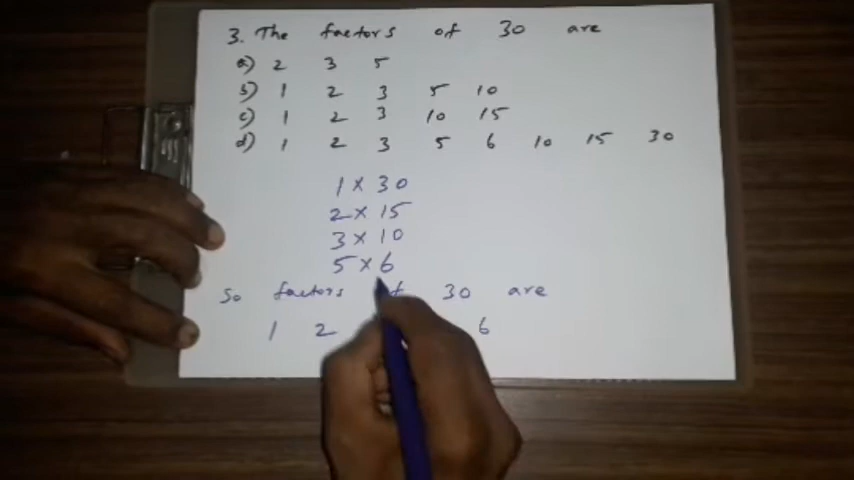 3. The factors of 30 are
a) 2 3 5
b) 1 2 3 5 10
c) 1 2 3 10 15
d) 1 2 3 5 6 10 15 30
1 × 30
2 × 15
3 × 10
5 × 6
So factors of 30 are
1 2 6